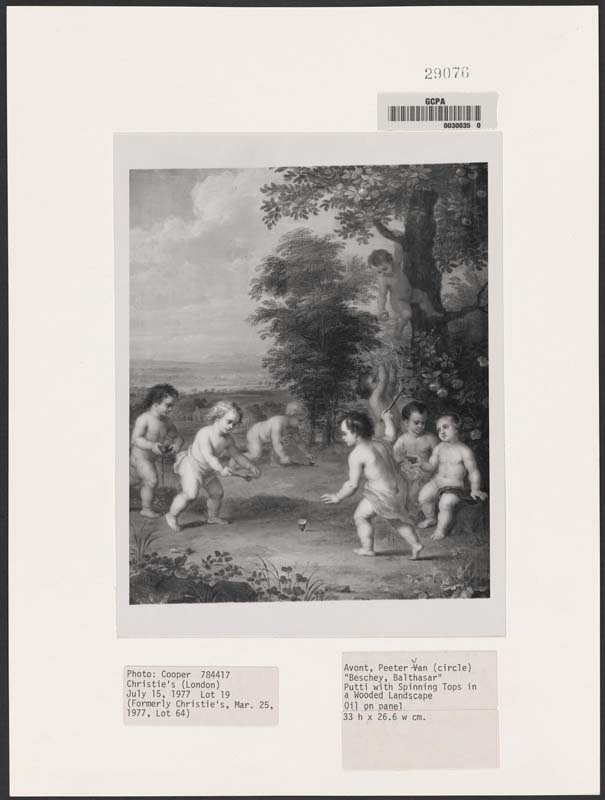 29076
GCPA
0030035 0
Photo: Cooper 784417
Christie's (London)
July 15, 1977 Lot 19
(Formerly Christie's, Mar. 25,
1977, Lot 64)
Avont, Peeter Van (circle)
"Beschey, Balthasar"
Putti with Spinning Tops in
a Wooded Landscape
Oil on panel
33 h x 26.6 w cm.